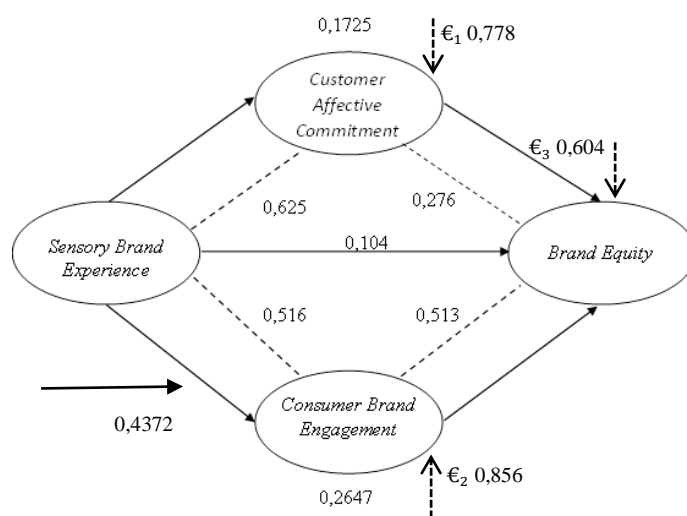 0,1725
€₁ 0,778
Customer
Affective
Commitment
€₃ 0,604
0,625
0,276
Sensory Brand
Experience
0,104
Brand Equity
0,516
0,513
Consumer Brand
Engagement
0,4372
€₂ 0,856
0,2647